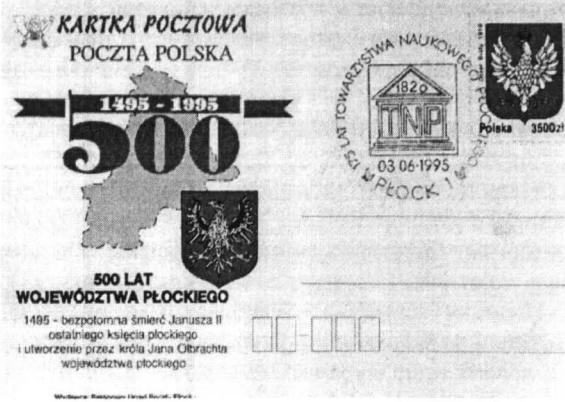 KARTKA POCZTOWA
POCZTA POLSKA
1495 - 1995
500
500 LAT
WOJEWÓDZTWA PŁOCKIEGO
1495 - bezpotomna śmierć Janusza II
ostatniego księcia płockiego
i utworzenie przez króla Jana Olbrachta
województwa płockiego
175 LAT TOWARZYSTWA NAUKOWEGO PŁOCKIEGO
1820
TNP
03 06-1995
PŁOCK 1
Polska 3500zł